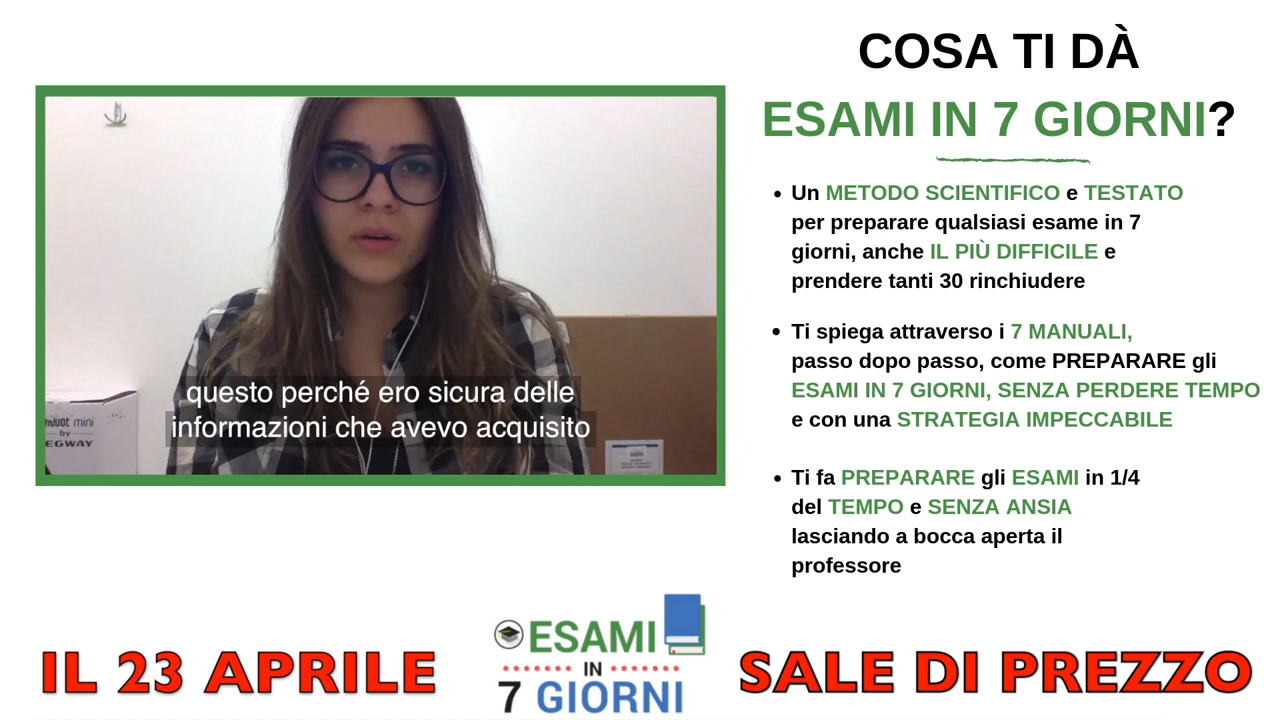 COSA TI DÀ
ESAMI IN 7 GIORNI?
Un METODO SCIENTIFICO e TESTATO
per preparare qualsiasi esame in 7
giorni, anche IL PIÙ DIFFICILE e
prendere tanti 30 rinchiudere
Ti spiega attraverso i 7 MANUALI,
passo dopo passo, come PREPARARE gli
ESAMI IN 7 GIORNI, SENZA PERDERE TEMPO
e con una STRATEGIA IMPECCABILE
Ti fa PREPARARE gli ESAMI in 1/4
del TEMPO e SENZA ANSIA
lasciando a bocca aperta il
professore
questo perché ero sicura delle
informazioni che avevo acquisito
mini
by
EGWAY
IL 23 APRILE
ESAMI
IN
7 GIORNI
SALE DI PREZZO